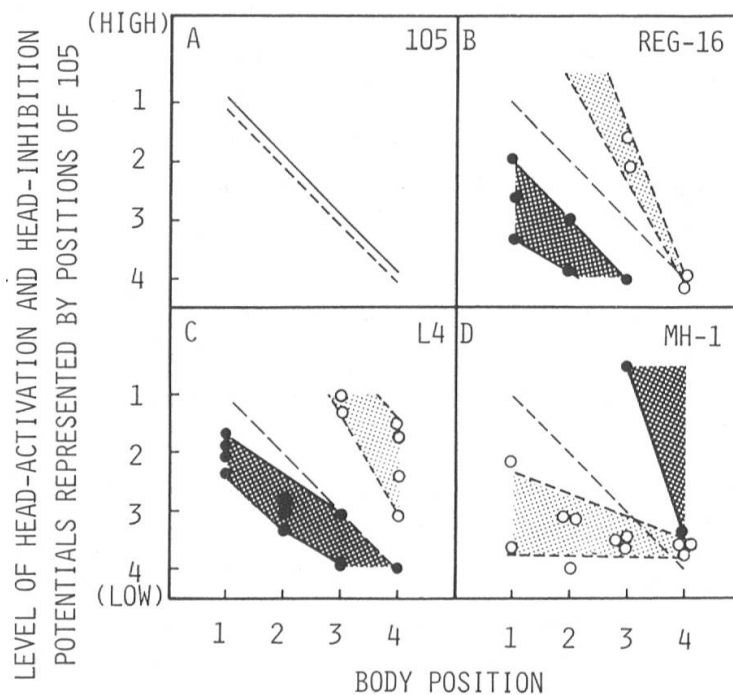 LEVEL OF HEAD-ACTIVATION AND HEAD-INHIBITION
POTENTIALS REPRESENTED BY POSITIONS OF 105
(HIGH)
A 105
B REG-16
1
2
3
4
C L4
D MH-1
1
2
3
4
(LOW)
1 2 3 4 1 2 3 4
BODY POSITION